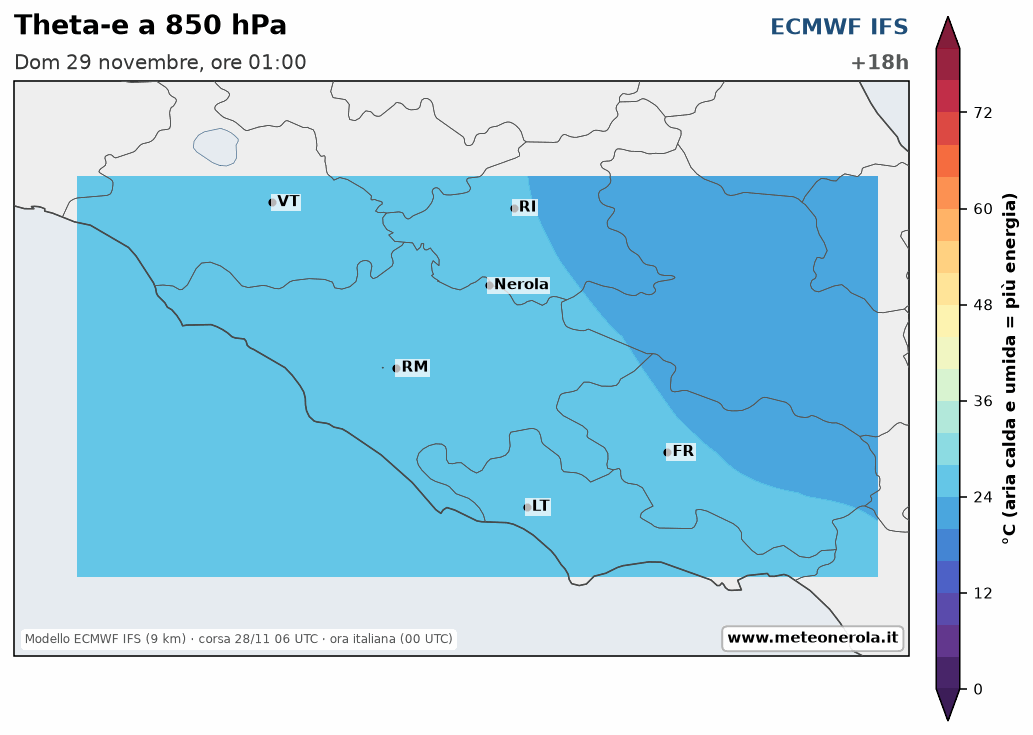 Theta-e a 850 hPa
ECMWF IFS
Dom 29 novembre, ore 01:00
+18h
VT
RI
Nerola
RM
FR
LT
72
60
48
36
24
12
0
°C (aria calda e umida = più energia)
Modello ECMWF IFS (9 km) · corsa 28/11 06 UTC · ora italiana (00 UTC)
www.meteonerola.it